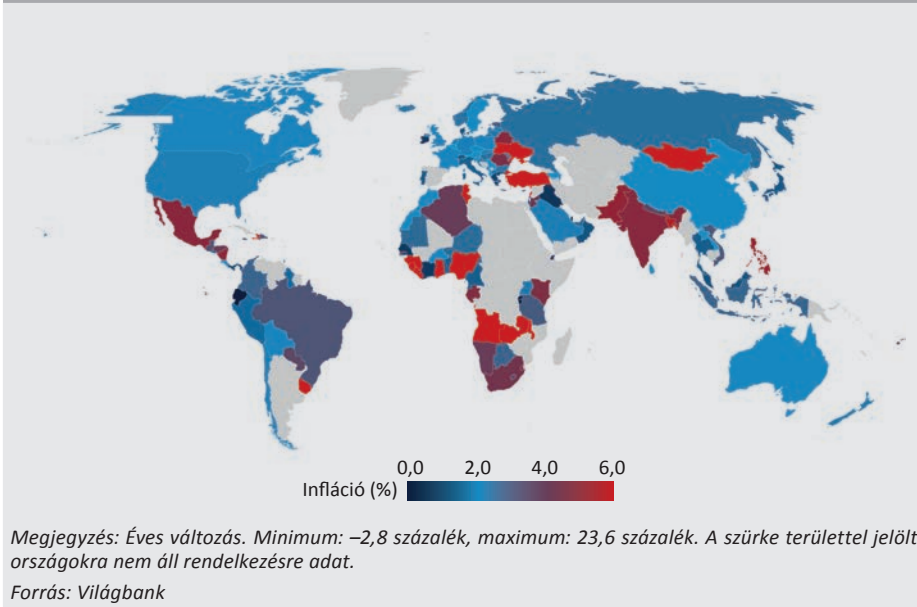 0,0 2,0 4,0 6,0
Infláció (%)
Megjegyzés: Éves változás. Minimum: –2,8 százalék, maximum: 23,6 százalék. A szürke területtel jelölt
országokra nem áll rendelkezésre adat.
Forrás: Világbank